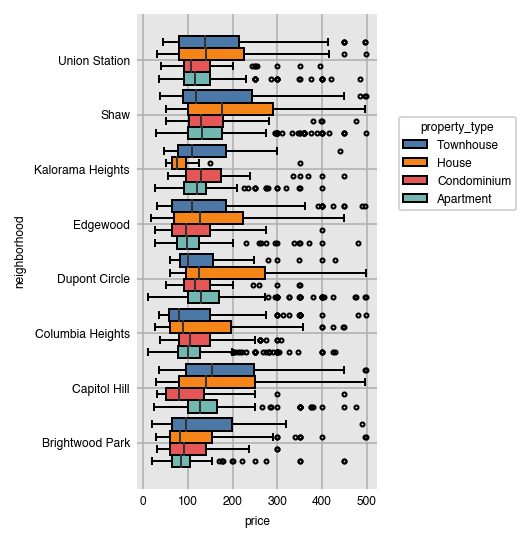 neighborhood
Union Station
Shaw
Kalorama Heights
Edgewood
Dupont Circle
Columbia Heights
Capitol Hill
Brightwood Park
0 100 200 300 400 500
price
property_type
Townhouse
House
Condominium
Apartment